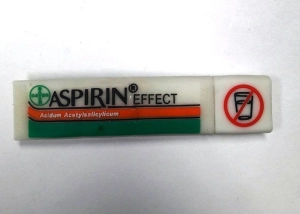 ASPIRIN® EFFECT
Acidum Acetylsalicylicum